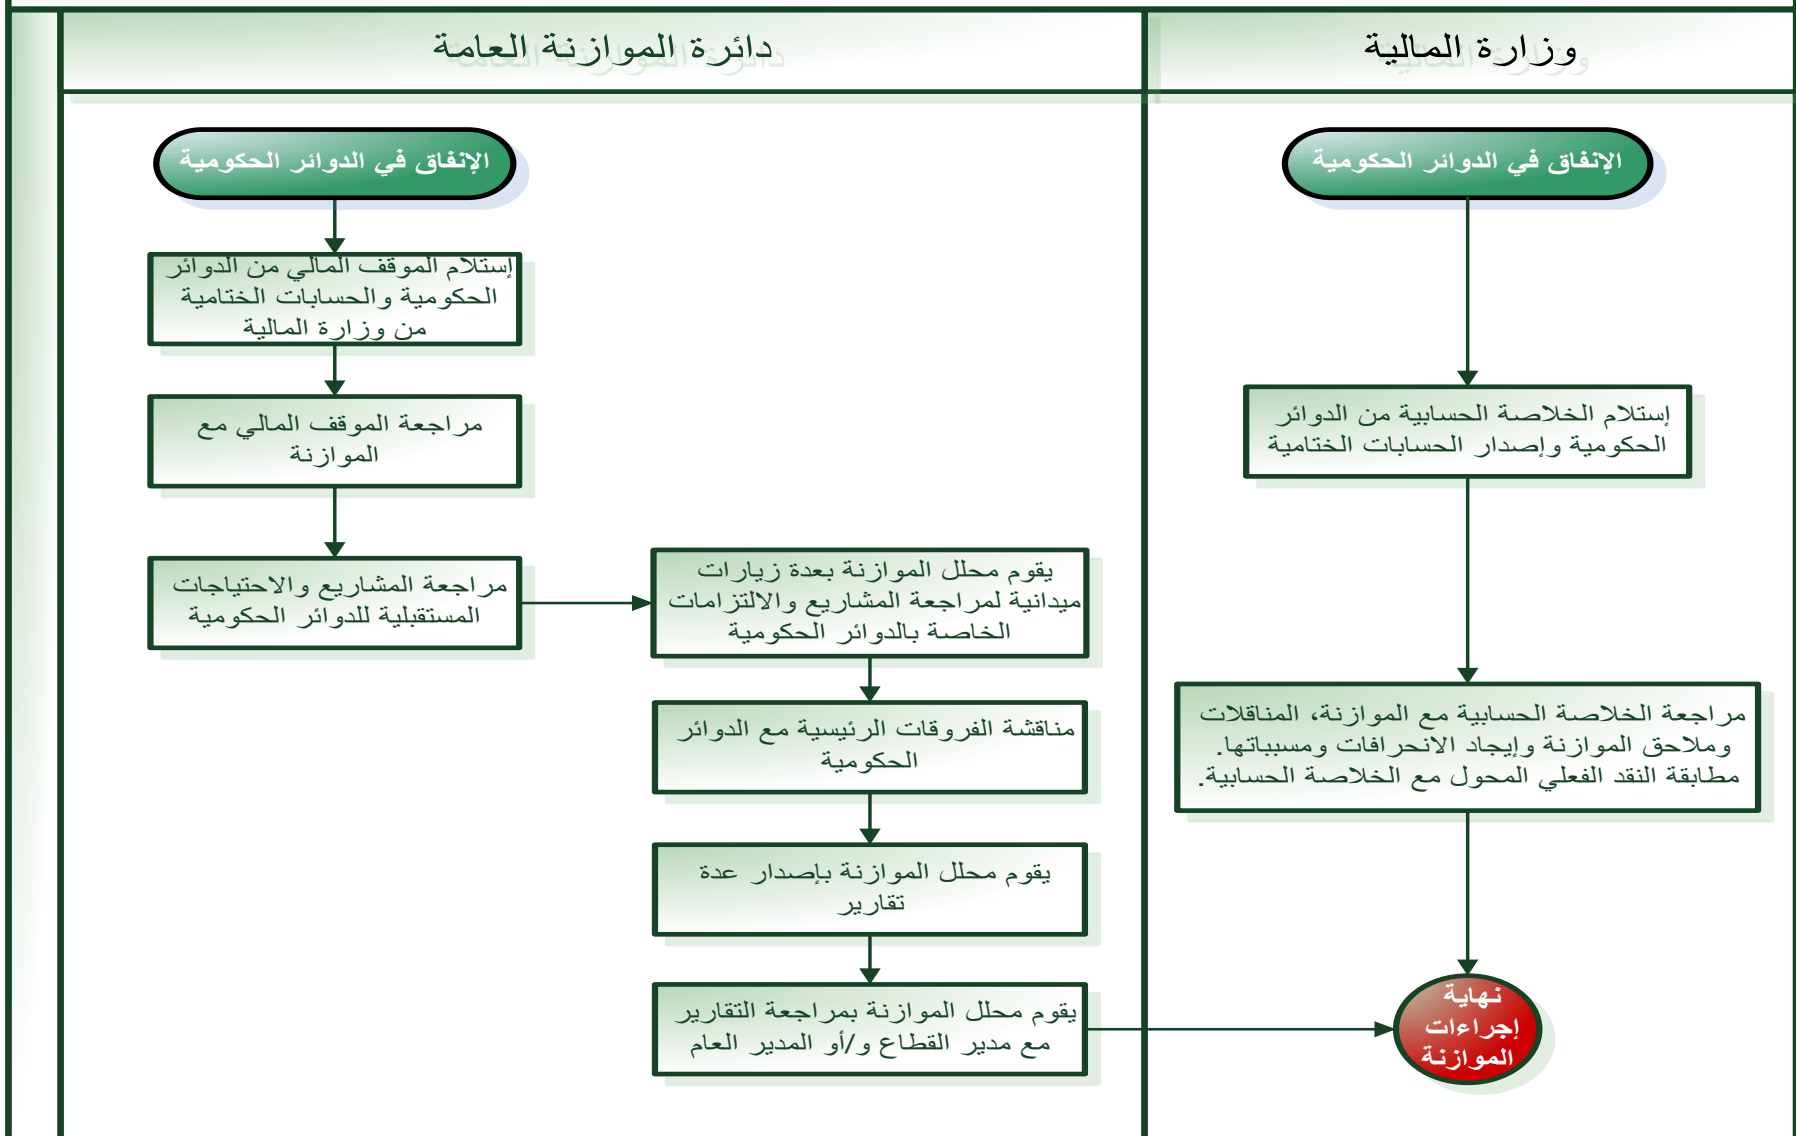 وزارة المالية
دائرة الموازنة العامة
الإنفاق في الدوائر الحكومية
إستلام الخلاصة الحسابية من الدوائر
الحكومية وإصدار الحسابات الختامية
مراجعة الخلاصة الحسابية مع الموازنة، المناقلات
وملاحق الموازنة وإيجاد الانحرافات ومسبباتها.
مطابقة النقد الفعلي المحول مع الخلاصة الحسابية.
نهاية
إجراءات
الموازنة
الإنفاق في الدوائر الحكومية
إستلام الموقف المالي من الدوائر
الحكومية والحسابات الختامية
من وزارة المالية
مراجعة الموقف المالي مع
الموازنة
مراجعة المشاريع والاحتياجات
المستقبلية للدوائر الحكومية
يقوم محلل الموازنة بعدة زيارات
ميدانية لمراجعة المشاريع والالتزامات
الخاصة بالدوائر الحكومية
مناقشة الفروقات الرئيسية مع الدوائر
الحكومية
يقوم محلل الموازنة بإصدار عدة
تقارير
يقوم محلل الموازنة بمراجعة التقارير
مع مدير القطاع و/أو المدير العام